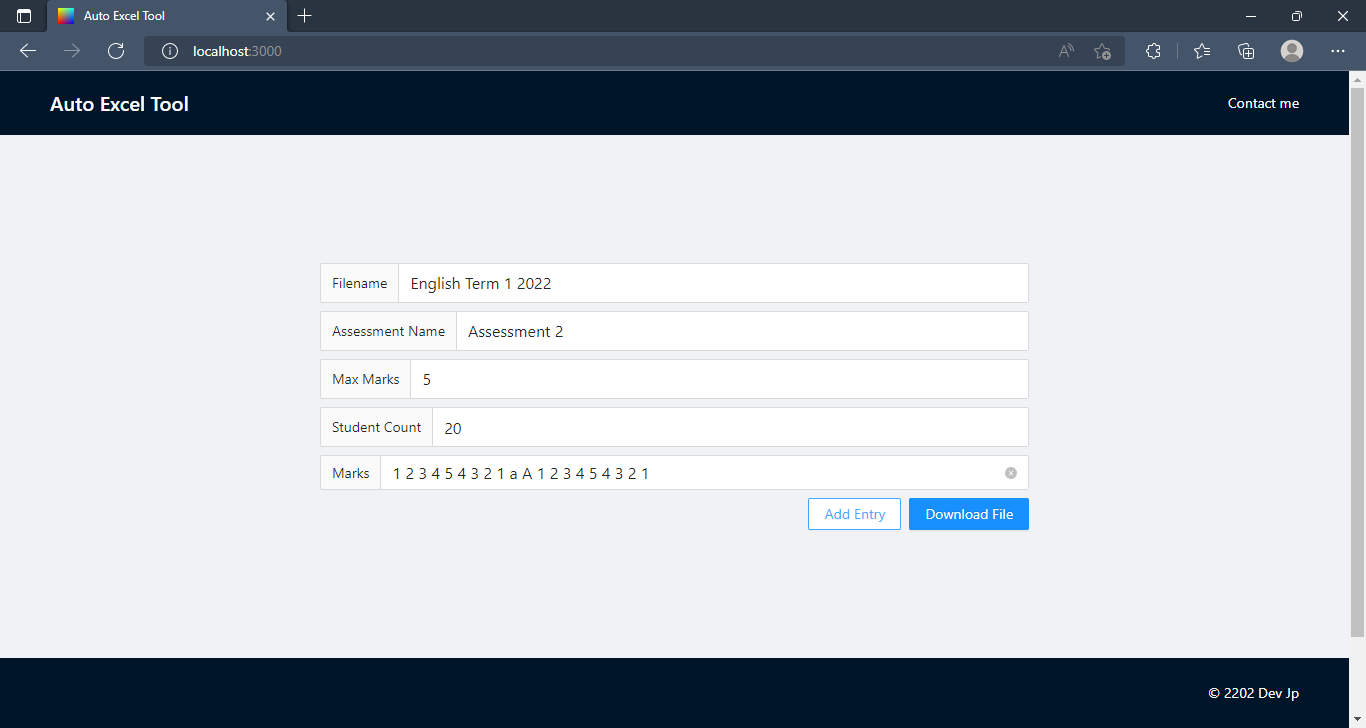 Auto Excel Tool
localhost:3000
Auto Excel Tool
Contact me
Filename English Term 1 2022
Assessment Name Assessment 2
Max Marks 5
Student Count 20
Marks 1 2 3 4 5 4 3 2 1 a A 1 2 3 4 5 4 3 2 1
Add Entry Download File
© 2202 Dev Jp